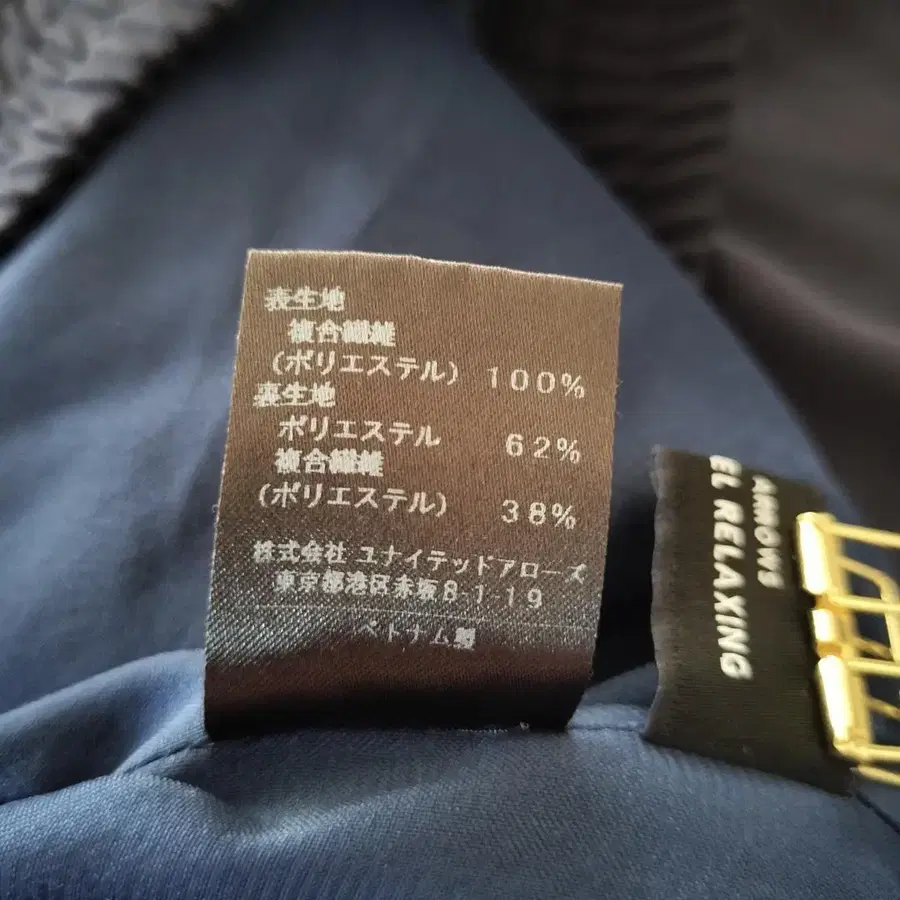 表生地
複合繊維
(ポリエステル) 100%
裏生地
ポリエステル 62%
複合繊維
(ポリエステル) 38%
株式会社 ユナイテッドアローズ
東京都港区赤坂8-1-19
ベトナム製
ARROWS
EL RELAXING